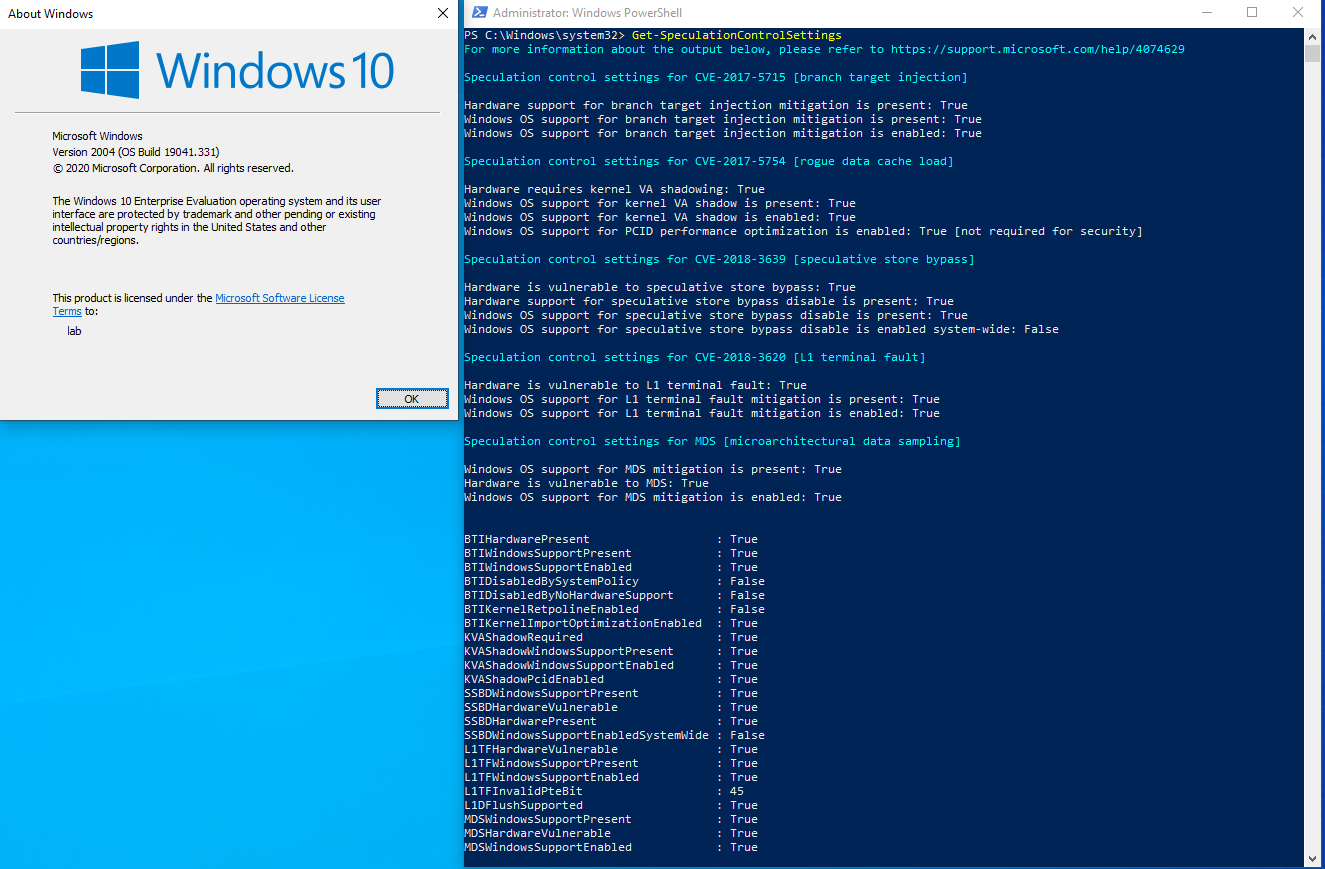 About Windows
Windows 10
Microsoft Windows
Version 2004 (OS Build 19041.331)
© 2020 Microsoft Corporation. All rights reserved.
The Windows 10 Enterprise Evaluation operating system and its user
interface are protected by trademark and other pending or existing
intellectual property rights in the United States and other
countries/regions.
This product is licensed under the Microsoft Software License
Terms to:
lab
OK
Administrator: Windows PowerShell
PS C:\Windows\system32> Get-SpeculationControlSettings
For more information about the output below, please refer to https://support.microsoft.com/help/4074629
Speculation control settings for CVE-2017-5715 [branch target injection]
Hardware support for branch target injection mitigation is present: True
Windows OS support for branch target injection mitigation is present: True
Windows OS support for branch target injection mitigation is enabled: True
Speculation control settings for CVE-2017-5754 [rogue data cache load]
Hardware requires kernel VA shadowing: True
Windows OS support for kernel VA shadow is present: True
Windows OS support for kernel VA shadow is enabled: True
Windows OS support for PCID performance optimization is enabled: True [not required for security]
Speculation control settings for CVE-2018-3639 [speculative store bypass]
Hardware is vulnerable to speculative store bypass: True
Hardware support for speculative store bypass disable is present: True
Windows OS support for speculative store bypass disable is present: True
Windows OS support for speculative store bypass disable is enabled system-wide: False
Speculation control settings for CVE-2018-3620 [L1 terminal fault]
Hardware is vulnerable to L1 terminal fault: True
Windows OS support for L1 terminal fault mitigation is present: True
Windows OS support for L1 terminal fault mitigation is enabled: True
Speculation control settings for MDS [microarchitectural data sampling]
Windows OS support for MDS mitigation is present: True
Hardware is vulnerable to MDS: True
Windows OS support for MDS mitigation is enabled: True
BTIHardwarePresent : True
BTIWindowsSupportPresent : True
BTIWindowsSupportEnabled : True
BTIDisabledBySystemPolicy : False
BTIDisabledByNoHardwareSupport : False
BTIKernelRetpolineEnabled : False
BTIKernelImportOptimizationEnabled : True
KVAShadowRequired : True
KVAShadowWindowsSupportPresent : True
KVAShadowWindowsSupportEnabled : True
KVAShadowPcidEnabled : True
SSBDWindowsSupportPresent : True
SSBDHardwareVulnerable : True
SSBDHardwarePresent : True
SSBDWindowsSupportEnabledSystemWide : False
L1TFHardwareVulnerable : True
L1TFWindowsSupportPresent : True
L1TFWindowsSupportEnabled : True
L1TFInvalidPteBit : 45
L1DFlushSupported : True
MDSWindowsSupportPresent : True
MDSHardwareVulnerable : True
MDSWindowsSupportEnabled : True